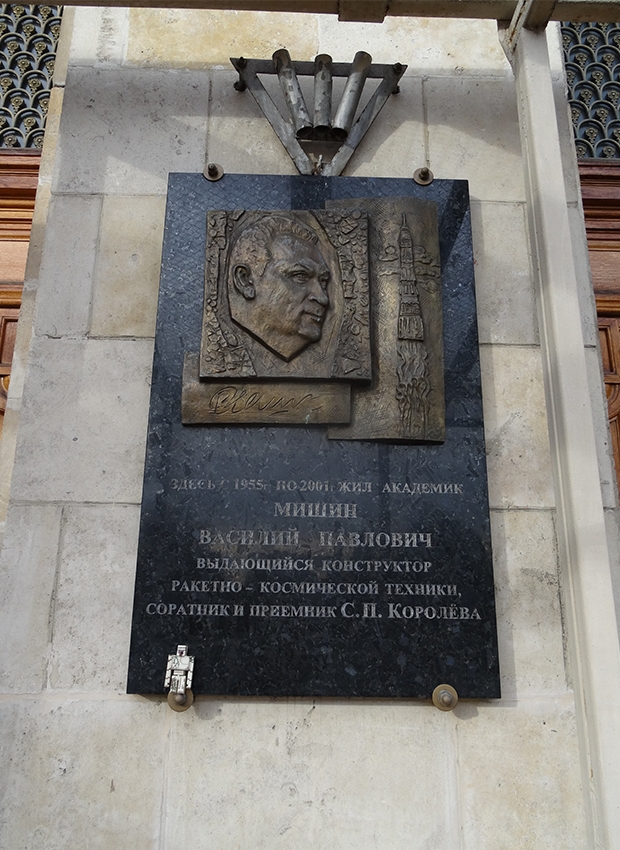 ЗДЕСЬ С 1955г. ПО 2001г. ЖИЛ АКАДЕМИК
МИШИН
ВАСИЛИЙ ПАВЛОВИЧ
ВЫДАЮЩИЙСЯ КОНСТРУКТОР
РАКЕТНО - КОСМИЧЕСКОЙ ТЕХНИКИ,
СОРАТНИК И ПРЕЕМНИК С.П. КОРОЛЁВА